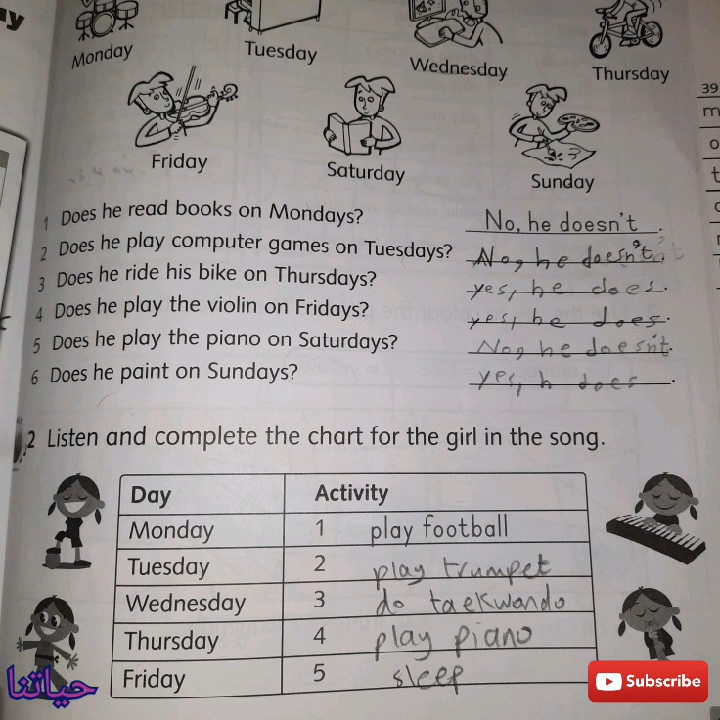 Monday Tuesday Wednesday Thursday
39
Friday Saturday Sunday
1 Does he read books on Mondays? No, he doesn't.
2 Does he play computer games on Tuesdays? No, he doesn't.
3 Does he ride his bike on Thursdays? yes, he does.
4 Does he play the violin on Fridays? yes, he does.
5 Does he play the piano on Saturdays? No, he doesn't.
6 Does he paint on Sundays? yes, h does.
2 Listen and complete the chart for the girl in the song.
Day Activity
Monday 1 play football
Tuesday 2 play trumpet
Wednesday 3 do taekwando
Thursday 4 play piano
Friday 5 sleep
حياتنا
Subscribe